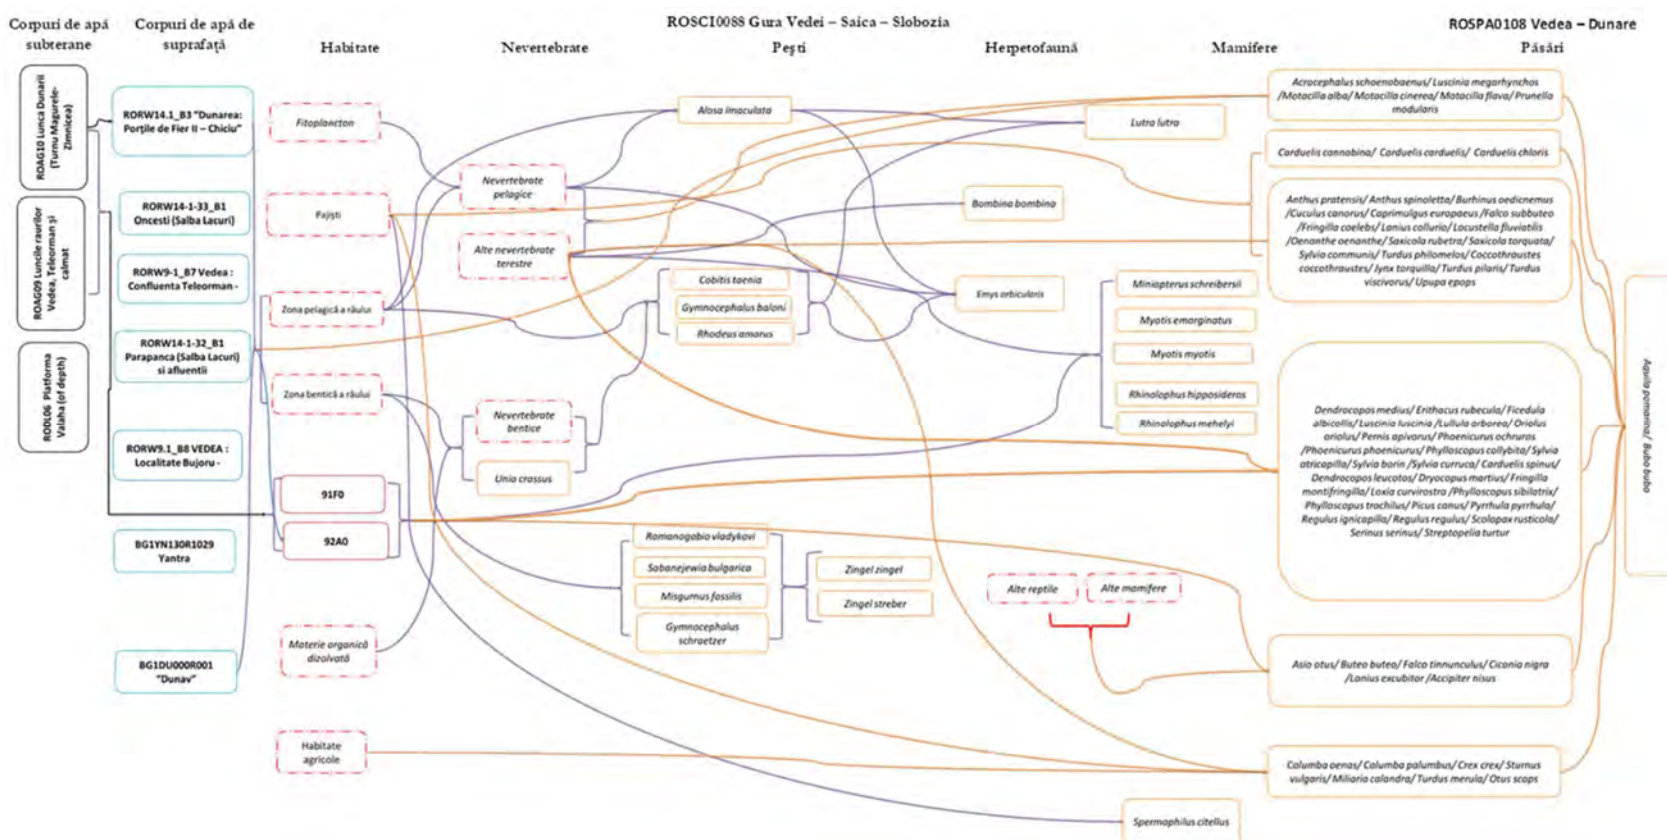 Corpuri de apă
subterane
Corpuri de apă de
suprafață
ROSCI0088 Gura Vedei – Saica – Slobozia
ROSPA0108 Vedea – Dunare
Habitate
Nevertebrate
Pești
Herpetofaună
Mamifere
Păsări
ROAG10 Lunca Dunarii
(Turnu Magurele-
Zimnicea)
ROAG09 Luncile raurilor
Vedea, Teleorman și
calmat
RODL06 Platforma
Valaha (of depth)
RORW14.1_B3 "Dunarea:
Porțile de Fier II – Chiciu"
RORW14-1-33_B1
Oncesti (Salba Lacuri)
RORW9-1_B7 Vedea :
Confluenta Teleorman -
RORW14-1-32_B1
Parapanca (Salba Lacuri)
si afluentii
RORW9.1_B8 VEDEA :
Localitate Bujoru -
BG1YN130R1029
Yantra
BG1DU000R001
"Dunav"
Fitoplancton
Pajiști
Zona pelagică a râului
Zona bentică a râului
91F0
92A0
Materie organică
dizolvată
Habitate
agricole
Nevertebrate
pelagice
Alte nevertebrate
terestre
Nevertebrate
bentice
Unio crassus
Alosa imaculata
Cobitis taenia
Gymnocephalus baloni
Rhodeus amarus
Romanogobio vladykovi
Sabanejewia bulgarica
Misgurnus fossilis
Gymnocephalus
schraetzer
Zingel zingel
Zingel streber
Bombina bombina
Emys orbicularis
Alte reptile
Alte mamifere
Lutra lutra
Miniopterus schreibersii
Myotis emarginatus
Myotis myotis
Rhinolophus hipposideros
Rhinolophus mehelyi
Spermophilus citellus
Acrocephalus schoenobaenus/ Luscinia megarhynchos
/Motacilla alba/ Motacilla cinerea/ Motacilla flava/ Prunella
modularis
Carduelis cannabina/ Carduelis carduelis/ Carduelis chloris
Anthus pratensis/ Anthus spinoletta/ Burhinus oedicnemus
/Cuculus canorus/ Caprimulgus europaeus /Falco subbuteo
/Fringilla coelebs/ Lanius collurio/ Locustella fluviatilis
/Oenanthe oenanthe/ Saxicola rubetra/ Saxicola torquata/
Sylvia communis/ Turdus philomelos/ Coccothraustes
coccothraustes/ Jynx torquilla/ Turdus pilaris/ Turdus
viscivorus/ Upupa epops
Dendrocopos medius/ Erithacus rubecula/ Ficedula
albicollis/ Luscinia luscinia /Lullula arborea/ Oriolus
oriolus/ Pernis apivorus/ Phoenicurus ochruros
/Phoenicurus phoenicurus/ Phylloscopus collybita/ Sylvia
atricapilla/ Sylvia borin /Sylvia curruca/ Carduelis spinus/
Dendrocopos leucotos/ Dryocopus martius/ Fringilla
montifringilla/ Loxia curvirostra /Phylloscopus sibilatrix/
Phylloscopus trochilus/ Picus canus/ Pyrrhula pyrrhula/
Regulus ignicapilla/ Regulus regulus/ Scolopax rusticola/
Serinus serinus/ Streptopelia turtur
Asio otus/ Buteo buteo/ Falco tinnunculus/ Ciconia nigra
/Lanius excubitor /Accipiter nisus
Columba oenas/ Columba palumbus/ Crex crex/ Sturnus
vulgaris/ Miliaria calandra/ Turdus merula/ Otus scops
Aquila pomarina/ Bubo bubo